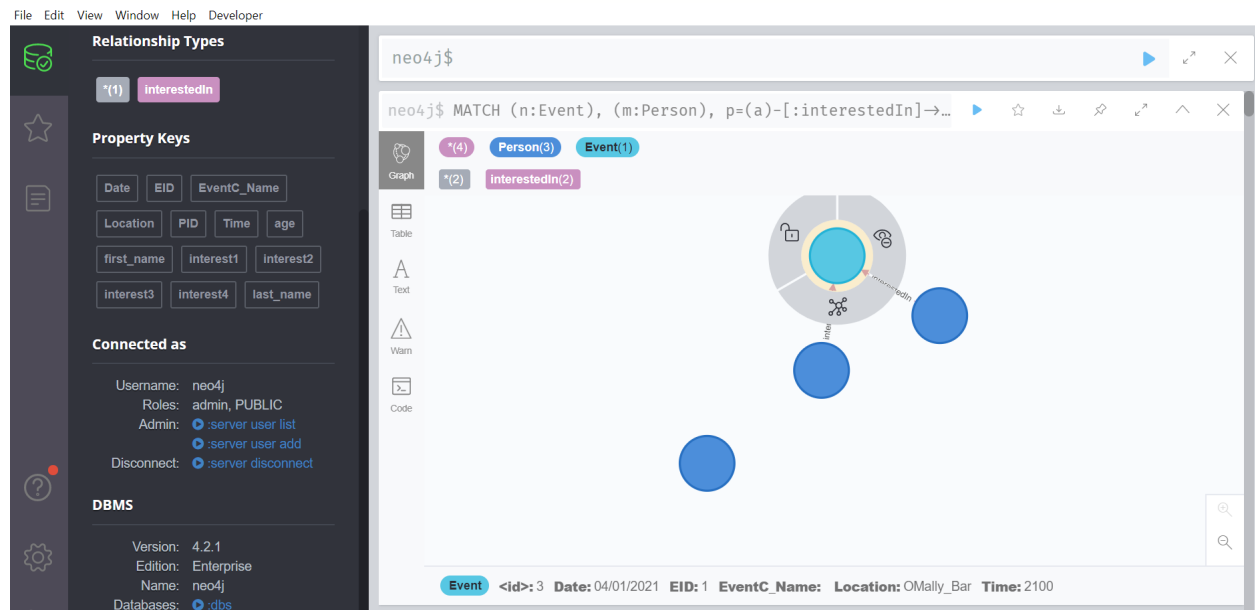 File Edit View Window Help Developer
Relationship Types
*(1) interestedIn
Property Keys
Date EID EventC_Name
Location PID Time age
first_name interest1 interest2
interest3 interest4 last_name
Connected as
Username: neo4j
Roles: admin, PUBLIC
Admin: :server user list
:server user add
Disconnect: :server disconnect
DBMS
Version: 4.2.1
Edition: Enterprise
Name: neo4j
Databases: :dbs
neo4j$
neo4j$ MATCH (n:Event), (m:Person), p=(a)-[:interestedIn]→…
Graph
Table
Text
Warn
Code
*(4) Person(3) Event(1)
*(2) interestedIn(2)
interestedIn
inter
Event <id>: 3 Date: 04/01/2021 EID: 1 EventC_Name: Location: OMally_Bar Time: 2100